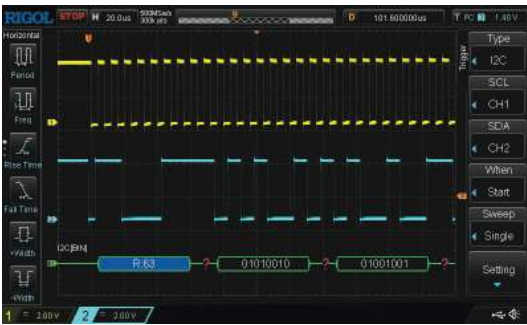 RIGOL STOP H 20.0us 500MSa/s 300k pts D 101.600000us T 1.40V
Horizontal
Period
Freq
Rise Time
Fall Time
+Width
-Width
Trigger
Type
I2C
SCL
CH1
SDA
CH2
When
Start
Sweep
Single
Setting
I2C[BIN]
R:63 ? 01010010 ? 01001001 ?
1 = 2.00V 2 = 2.00V